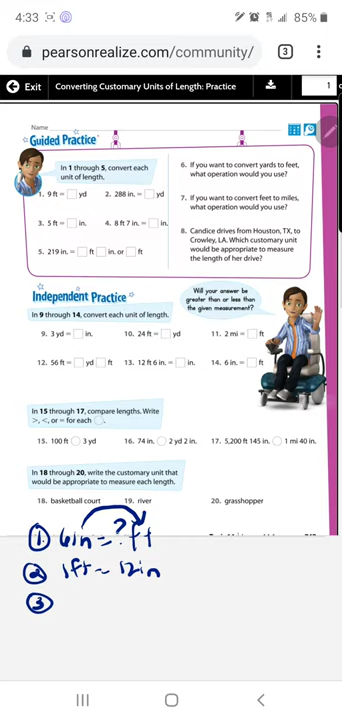 4:33 85%
pearsonrealize.com/community/ 3
Exit Converting Customary Units of Length: Practice 1
Name
Guided Practice*
In 1 through 5, convert each unit of length.
1. 9 ft = yd 2. 288 in. = yd
3. 5 ft = in. 4. 8 ft 7 in. = in.
5. 219 in. = ft in. or ft
6. If you want to convert yards to feet, what operation would you use?
7. If you want to convert feet to miles, what operation would you use?
8. Candice drives from Houston, TX, to Crowley, LA. Which customary unit would be appropriate to measure the length of her drive?
Independent Practice*
Will your answer be greater than or less than the given measurement?
In 9 through 14, convert each unit of length.
9. 3 yd = in. 10. 24 ft = yd 11. 2 mi = ft
12. 56 ft = yd ft 13. 12 ft 6 in. = in. 14. 6 in. = ft
In 15 through 17, compare lengths. Write >, <, or = for each .
15. 100 ft 3 yd 16. 74 in. 2 yd 2 in. 17. 5,200 ft 145 in. 1 mi 40 in.
In 18 through 20, write the customary unit that would be appropriate to measure each length.
18. basketball court 19. river 20. grasshopper
① 6in = ? ft
② 1ft = 12in
③